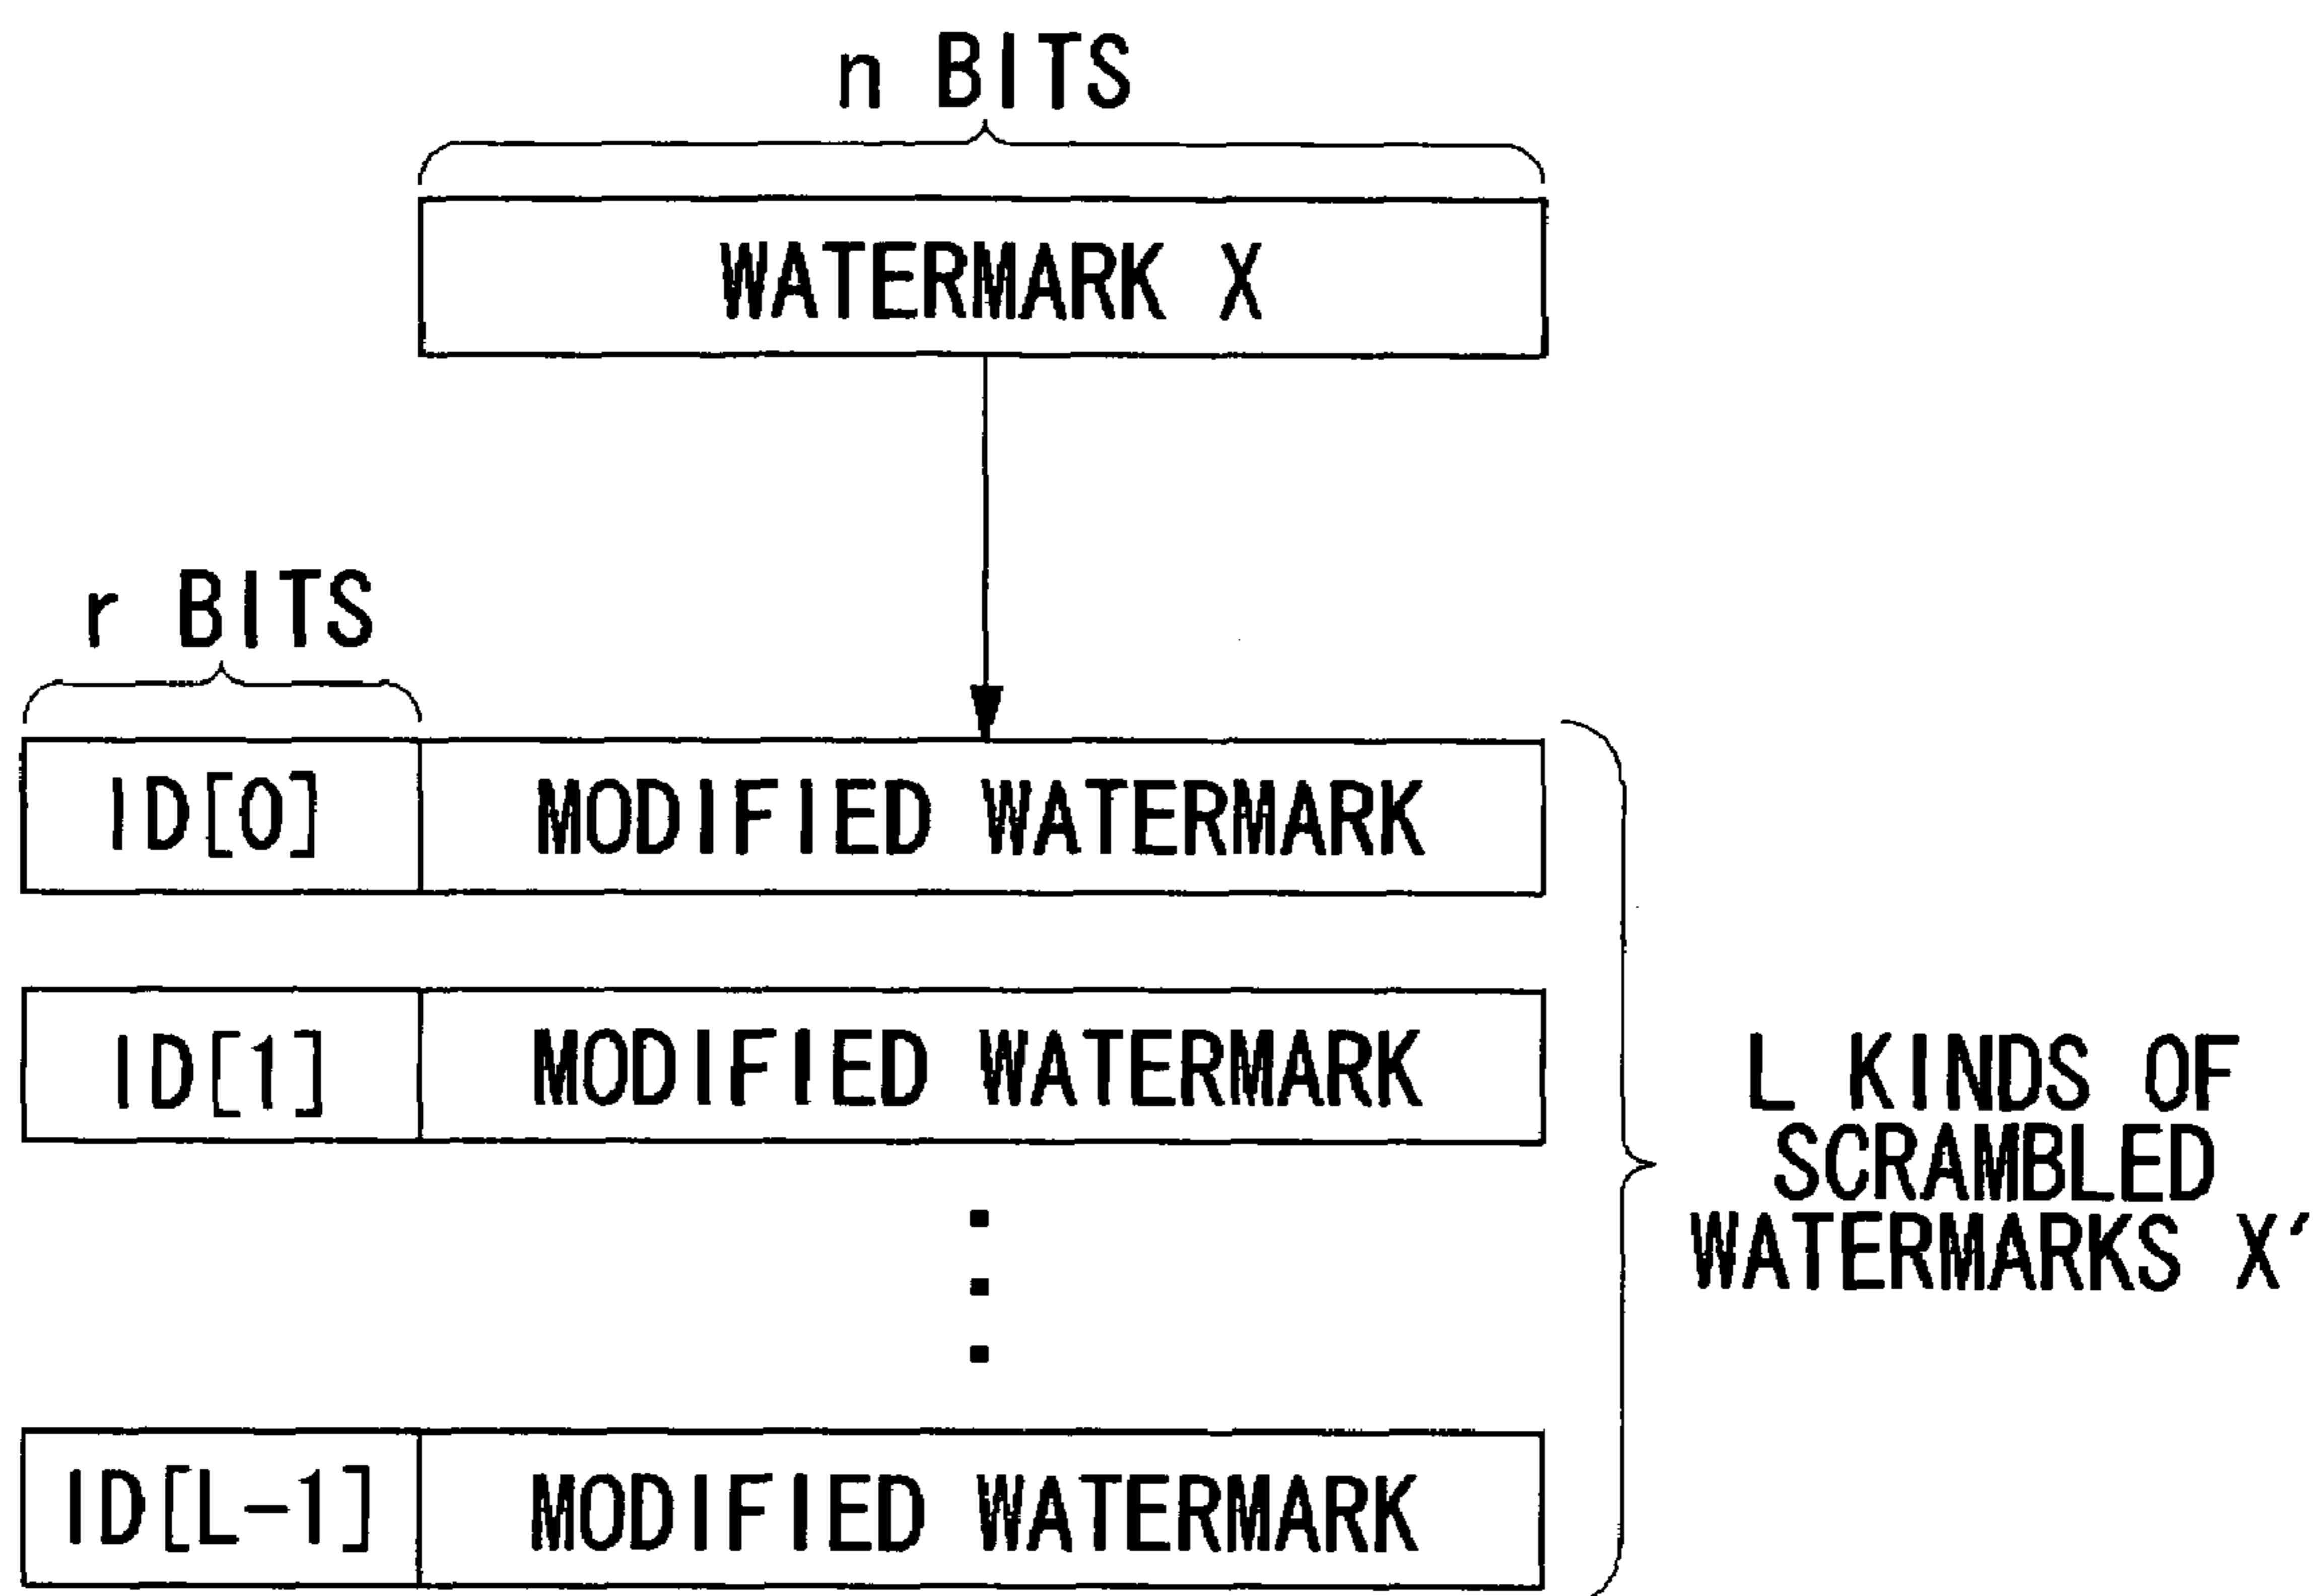 n BITS
WATERMARK X
r BITS
ID[0] MODIFIED WATERMARK
ID[1] MODIFIED WATERMARK
L KINDS OF
SCRAMBLED
WATERMARKS X′
ID[L-1] MODIFIED WATERMARK